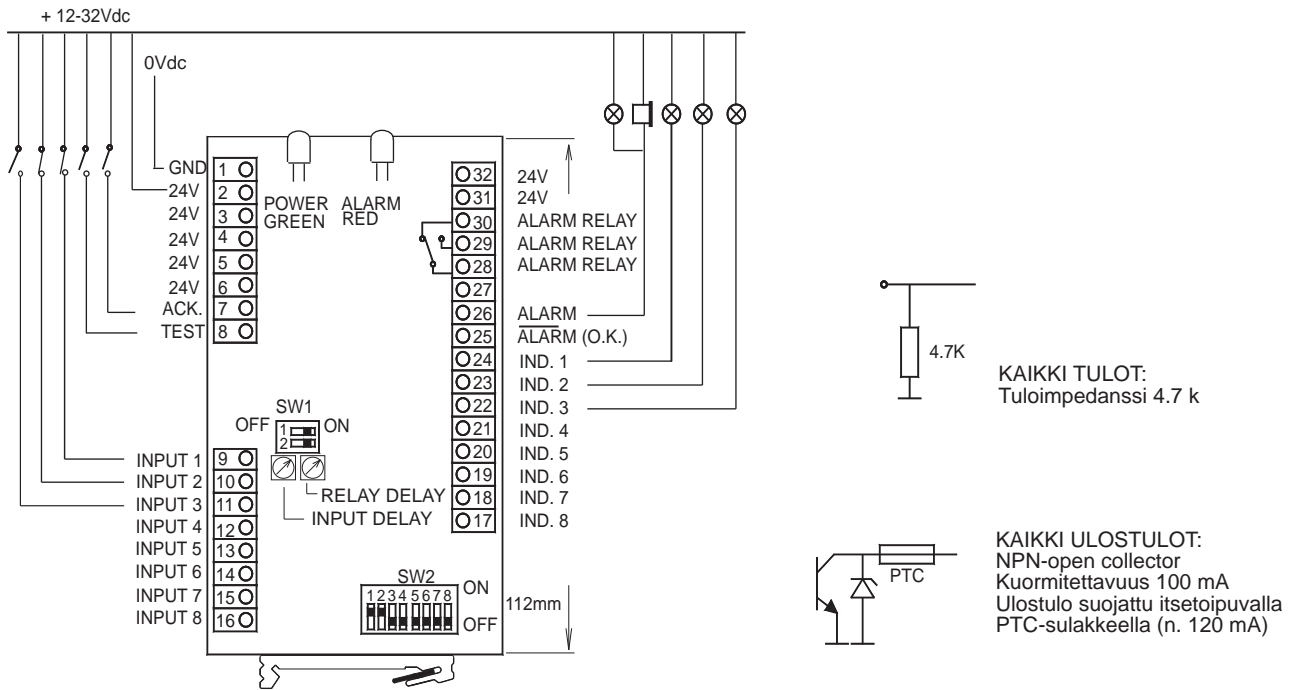 + 12-32Vdc
0Vdc
GND 1
24V 2
24V 3
24V 4
24V 5
24V 6
ACK. 7
TEST 8
POWER GREEN
ALARM RED
32 24V
31 24V
30 ALARM RELAY
29 ALARM RELAY
28 ALARM RELAY
27
26 ALARM
25 ALARM (O.K.)
24 IND. 1
23 IND. 2
22 IND. 3
21 IND. 4
20 IND. 5
19 IND. 6
18 IND. 7
17 IND. 8
SW1
OFF 1 ON
2
RELAY DELAY
INPUT DELAY
INPUT 1 9
INPUT 2 10
INPUT 3 11
INPUT 4 12
INPUT 5 13
INPUT 6 14
INPUT 7 15
INPUT 8 16
SW2
12345678 ON
OFF
112mm
4.7K
KAIKKI TULOT:
Tuloimpedanssi 4.7 k
PTC
KAIKKI ULOSTULOT:
NPN-open collector
Kuormitettavuus 100 mA
Ulostulo suojattu itsetoipuvalla
PTC-sulakkeella (n. 120 mA)